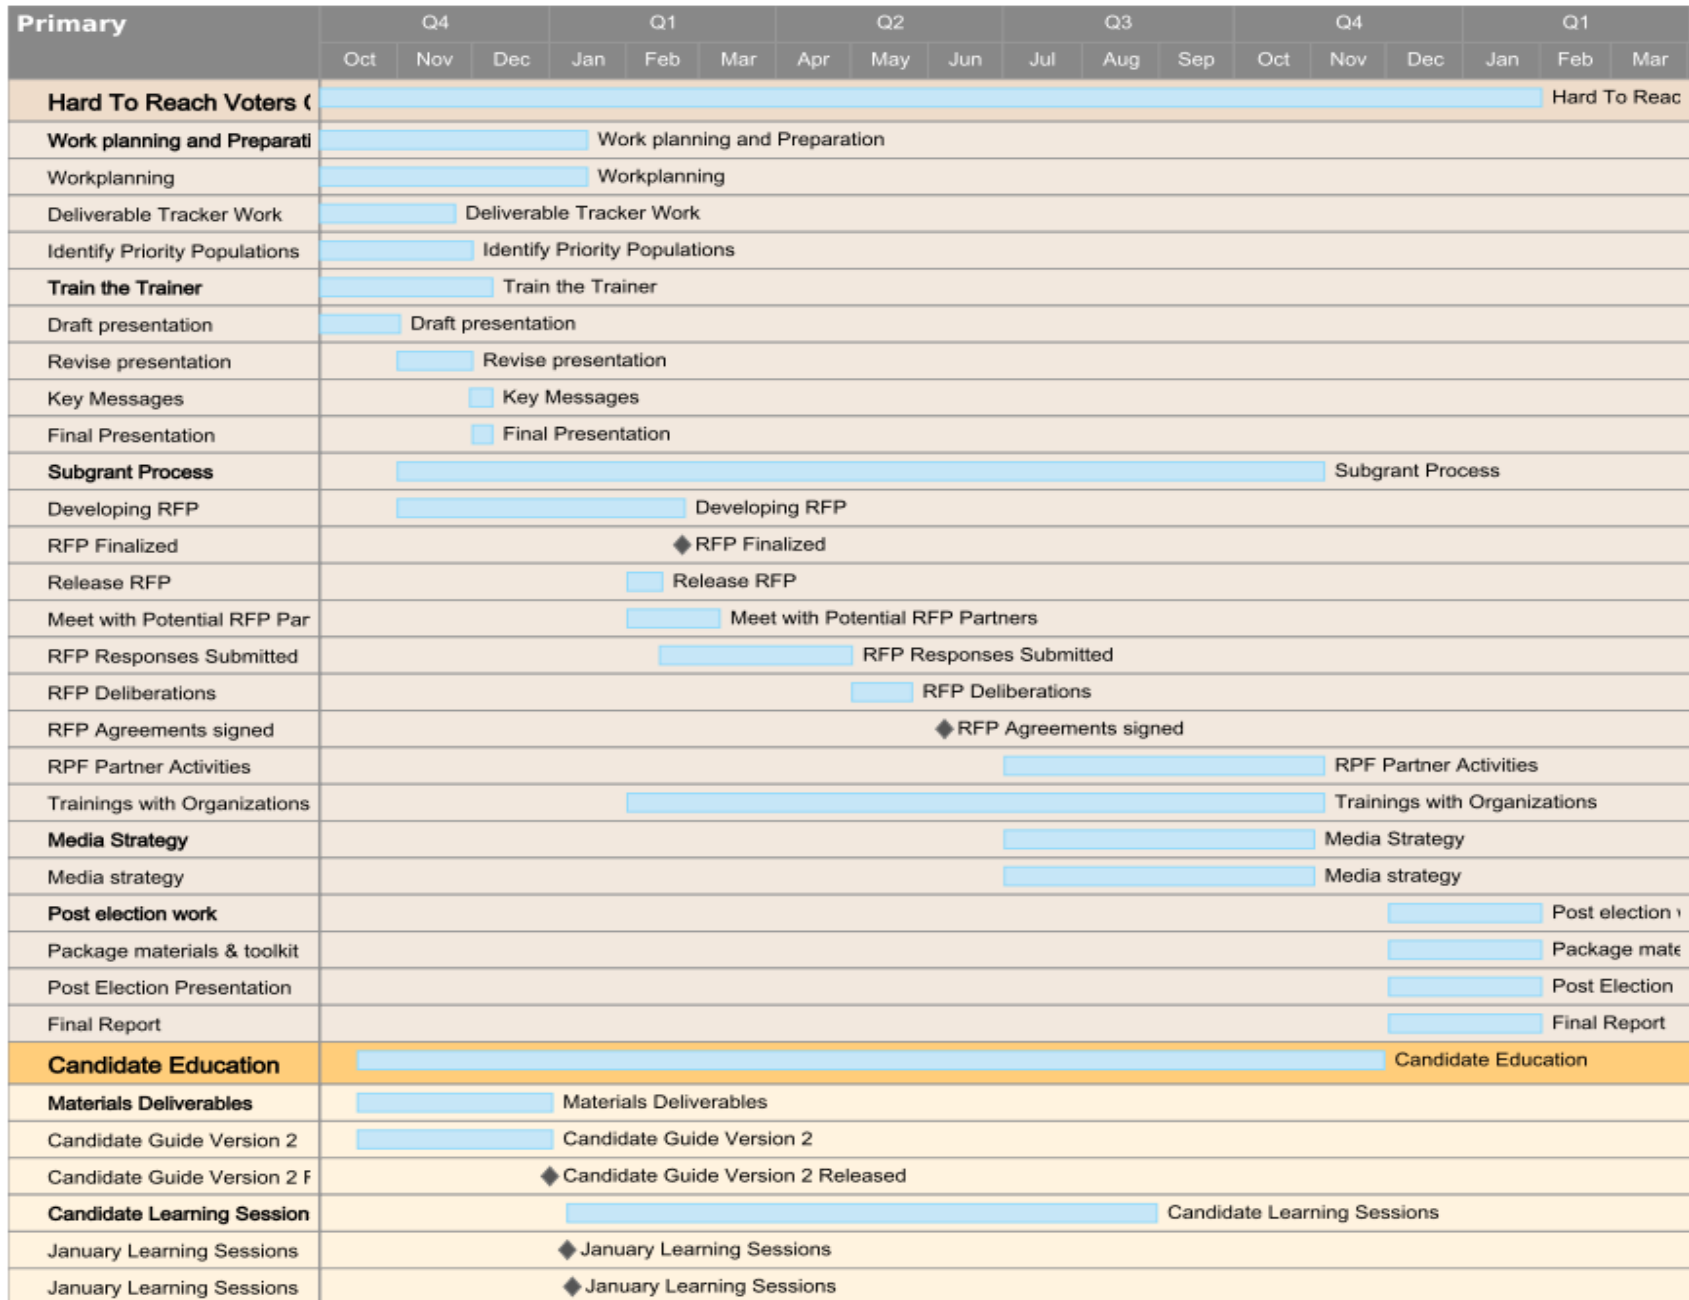 Primary Q4 Q1 Q2 Q3 Q4 Q1
Oct Nov Dec Jan Feb Mar Apr May Jun Jul Aug Sep Oct Nov Dec Jan Feb Mar
Hard To Reach Voters ( Hard To Reac
Work planning and Preparati Work planning and Preparation
Workplanning Workplanning
Deliverable Tracker Work Deliverable Tracker Work
Identify Priority Populations Identify Priority Populations
Train the Trainer Train the Trainer
Draft presentation Draft presentation
Revise presentation Revise presentation
Key Messages Key Messages
Final Presentation Final Presentation
Subgrant Process Subgrant Process
Developing RFP Developing RFP
RFP Finalized RFP Finalized
Release RFP Release RFP
Meet with Potential RFP Par Meet with Potential RFP Partners
RFP Responses Submitted RFP Responses Submitted
RFP Deliberations RFP Deliberations
RFP Agreements signed RFP Agreements signed
RPF Partner Activities RPF Partner Activities
Trainings with Organizations Trainings with Organizations
Media Strategy Media Strategy
Media strategy Media strategy
Post election work Post election
Package materials & toolkit Package mate
Post Election Presentation Post Election
Final Report Final Report
Candidate Education Candidate Education
Materials Deliverables Materials Deliverables
Candidate Guide Version 2 Candidate Guide Version 2
Candidate Guide Version 2 Candidate Guide Version 2 Released
Candidate Learning Session Candidate Learning Sessions
January Learning Sessions January Learning Sessions
January Learning Sessions January Learning Sessions